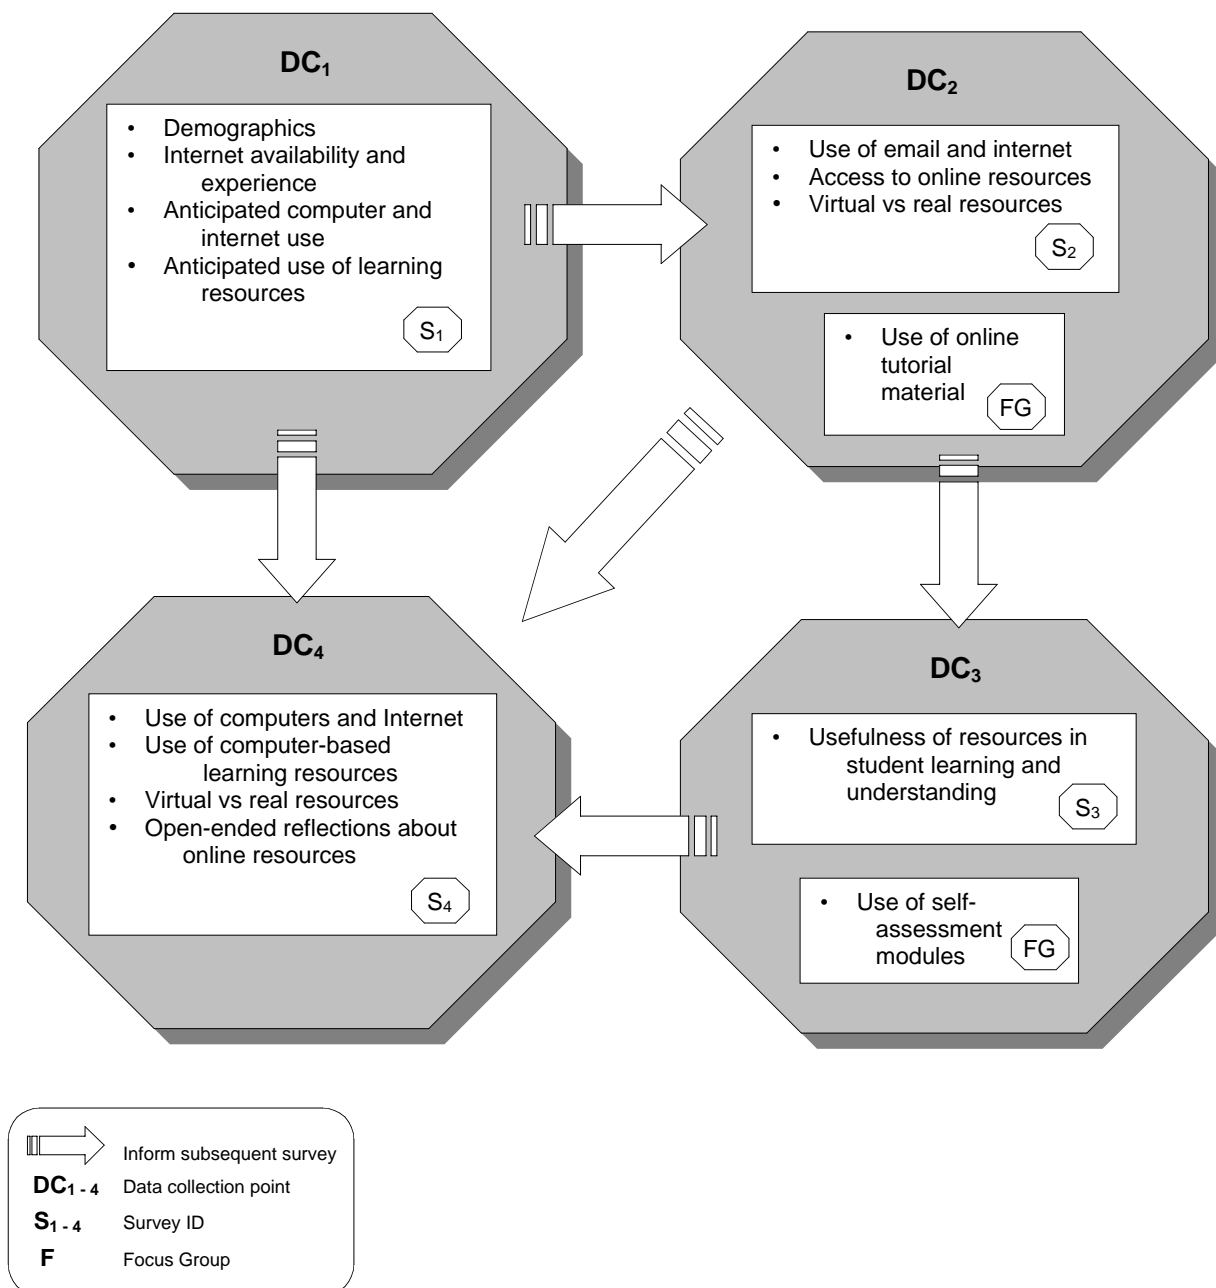 DC₁
• Demographics
• Internet availability and
experience
• Anticipated computer and
internet use
• Anticipated use of learning
resources
S₁
DC₂
• Use of email and internet
• Access to online resources
• Virtual vs real resources
S₂
• Use of online
tutorial
material
FG
DC₄
• Use of computers and Internet
• Use of computer-based
learning resources
• Virtual vs real resources
• Open-ended reflections about
online resources
S₄
DC₃
• Usefulness of resources in
student learning and
understanding
S₃
• Use of self-
assessment
modules
FG
Inform subsequent survey
DC₁ ₋ ₄ Data collection point
S₁ ₋ ₄ Survey ID
F Focus Group